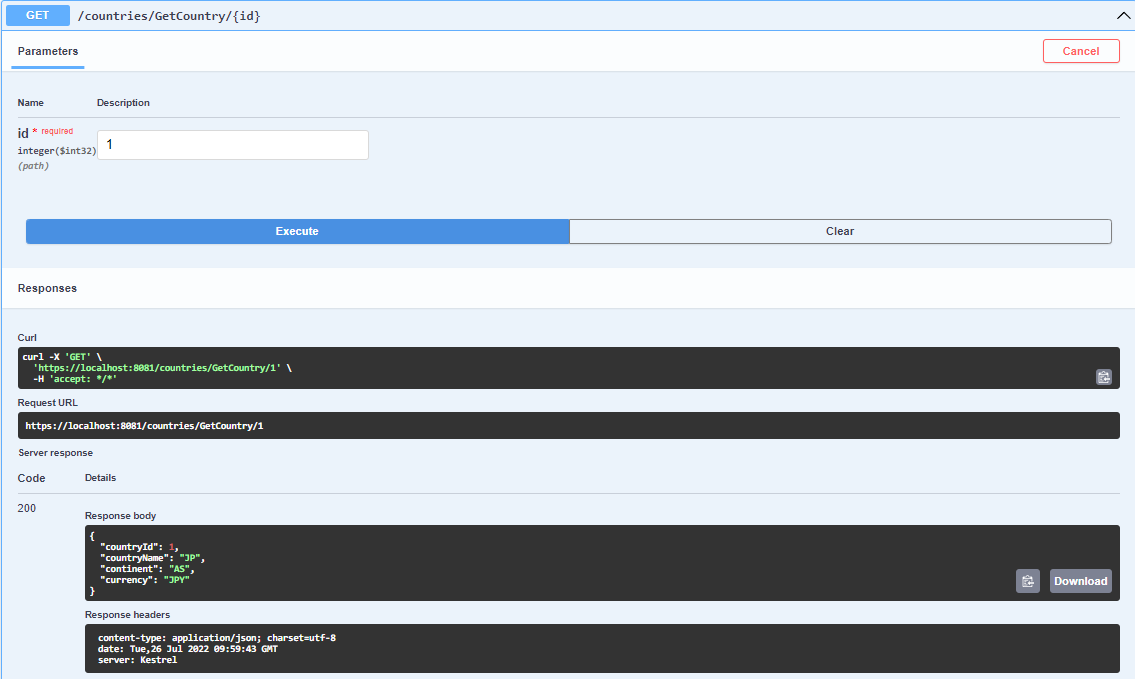 GET /countries/GetCountry/{id}
Parameters
Cancel
Name Description
id * required
integer($int32)
(path)
1
Execute Clear
Responses
Curl
curl -X 'GET' \
'https://localhost:8081/countries/GetCountry/1' \
-H 'accept: */*'
Request URL
https://localhost:8081/countries/GetCountry/1
Server response
Code Details
200
Response body
{
"countryId": 1,
"countryName": "JP",
"continent": "AS",
"currency": "JPY"
}
Download
Response headers
content-type: application/json; charset=utf-8
date: Tue,26 Jul 2022 09:59:43 GMT
server: Kestrel